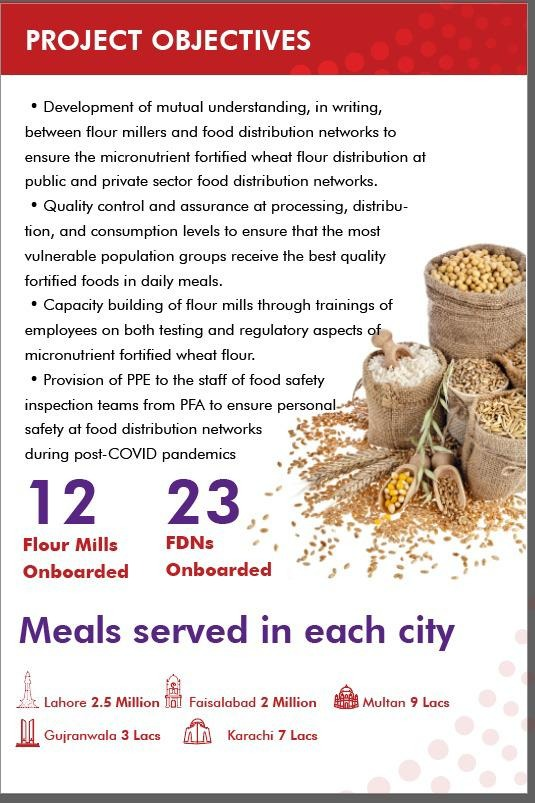 PROJECT OBJECTIVES
• Development of mutual understanding, in writing,
between flour millers and food distribution networks to
ensure the micronutrient fortified wheat flour distribution at
public and private sector food distribution networks.
• Quality control and assurance at processing, distribu-
tion, and consumption levels to ensure that the most
vulnerable population groups receive the best quality
fortified foods in daily meals.
• Capacity building of flour mills through trainings of
employees on both testing and regulatory aspects of
micronutrient fortified wheat flour.
• Provision of PPE to the staff of food safety
inspection teams from PFA to ensure personal
safety at food distribution networks
during post-COVID pandemics
12 23
Flour Mills FDNs
Onboarded Onboarded
Meals served in each city
Lahore 2.5 Million Faisalabad 2 Million Multan 9 Lacs
Gujranwala 3 Lacs Karachi 7 Lacs